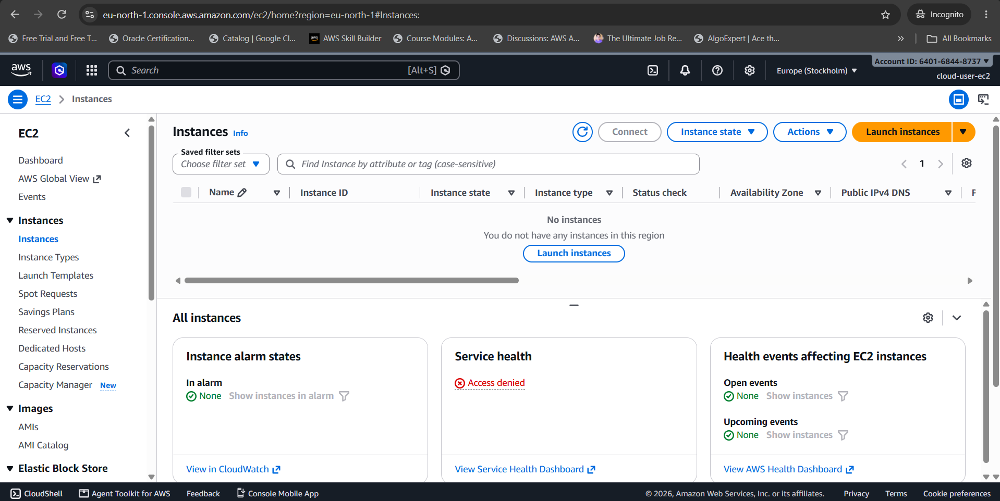 eu-north-1.console.aws.amazon.com/ec2/home?region=eu-north-1#Instances:
Incognito
Free Trial and Free T...
Oracle Certification...
Catalog | Google Cl...
aws
AWS Skill Builder
Course Modules: A...
Discussions: AWS A...
The Ultimate Job Re...
AlgoExpert | Ace th...
All Bookmarks
aws
Search
[Alt+S]
Europe (Stockholm)
Account ID: 6401-6844-8737
cloud-user-ec2
EC2
Instances
EC2
Dashboard
AWS Global View
Events
Instances
Instances
Instance Types
Launch Templates
Spot Requests
Savings Plans
Reserved Instances
Dedicated Hosts
Capacity Reservations
Capacity Manager New
Images
AMIs
AMI Catalog
Elastic Block Store
Instances Info
Connect
Instance state
Actions
Launch instances
Saved filter sets
Choose filter set
Find Instance by attribute or tag (case-sensitive)
1
Name
Instance ID
Instance state
Instance type
Status check
Availability Zone
Public IPv4 DNS
No instances
You do not have any instances in this region
Launch instances
All instances
Instance alarm states
In alarm
None Show instances in alarm
View in CloudWatch
Service health
Access denied
View Service Health Dashboard
Health events affecting EC2 instances
Open events
None Show instances
Upcoming events
None Show instances
View AWS Health Dashboard
CloudShell
Agent Toolkit for AWS
Feedback
Console Mobile App
© 2026, Amazon Web Services, Inc. or its affiliates.
Privacy
Terms
Cookie preferences